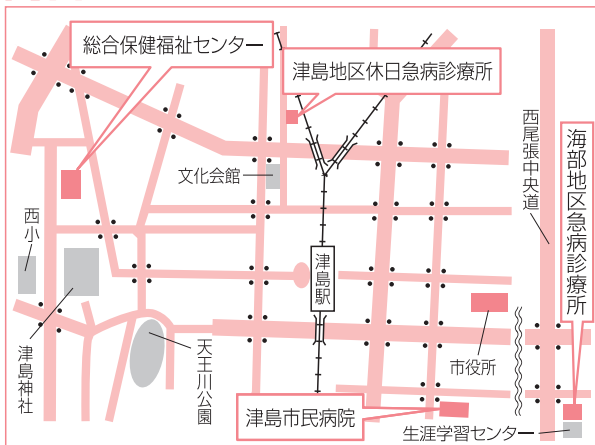 総合保健福祉センター
津島地区休日急病診療所
文化会館
西尾張中央道
海部地区急病診療所
西小
津島駅
市役所
津島神社
天王川公園
津島市民病院
生涯学習センター